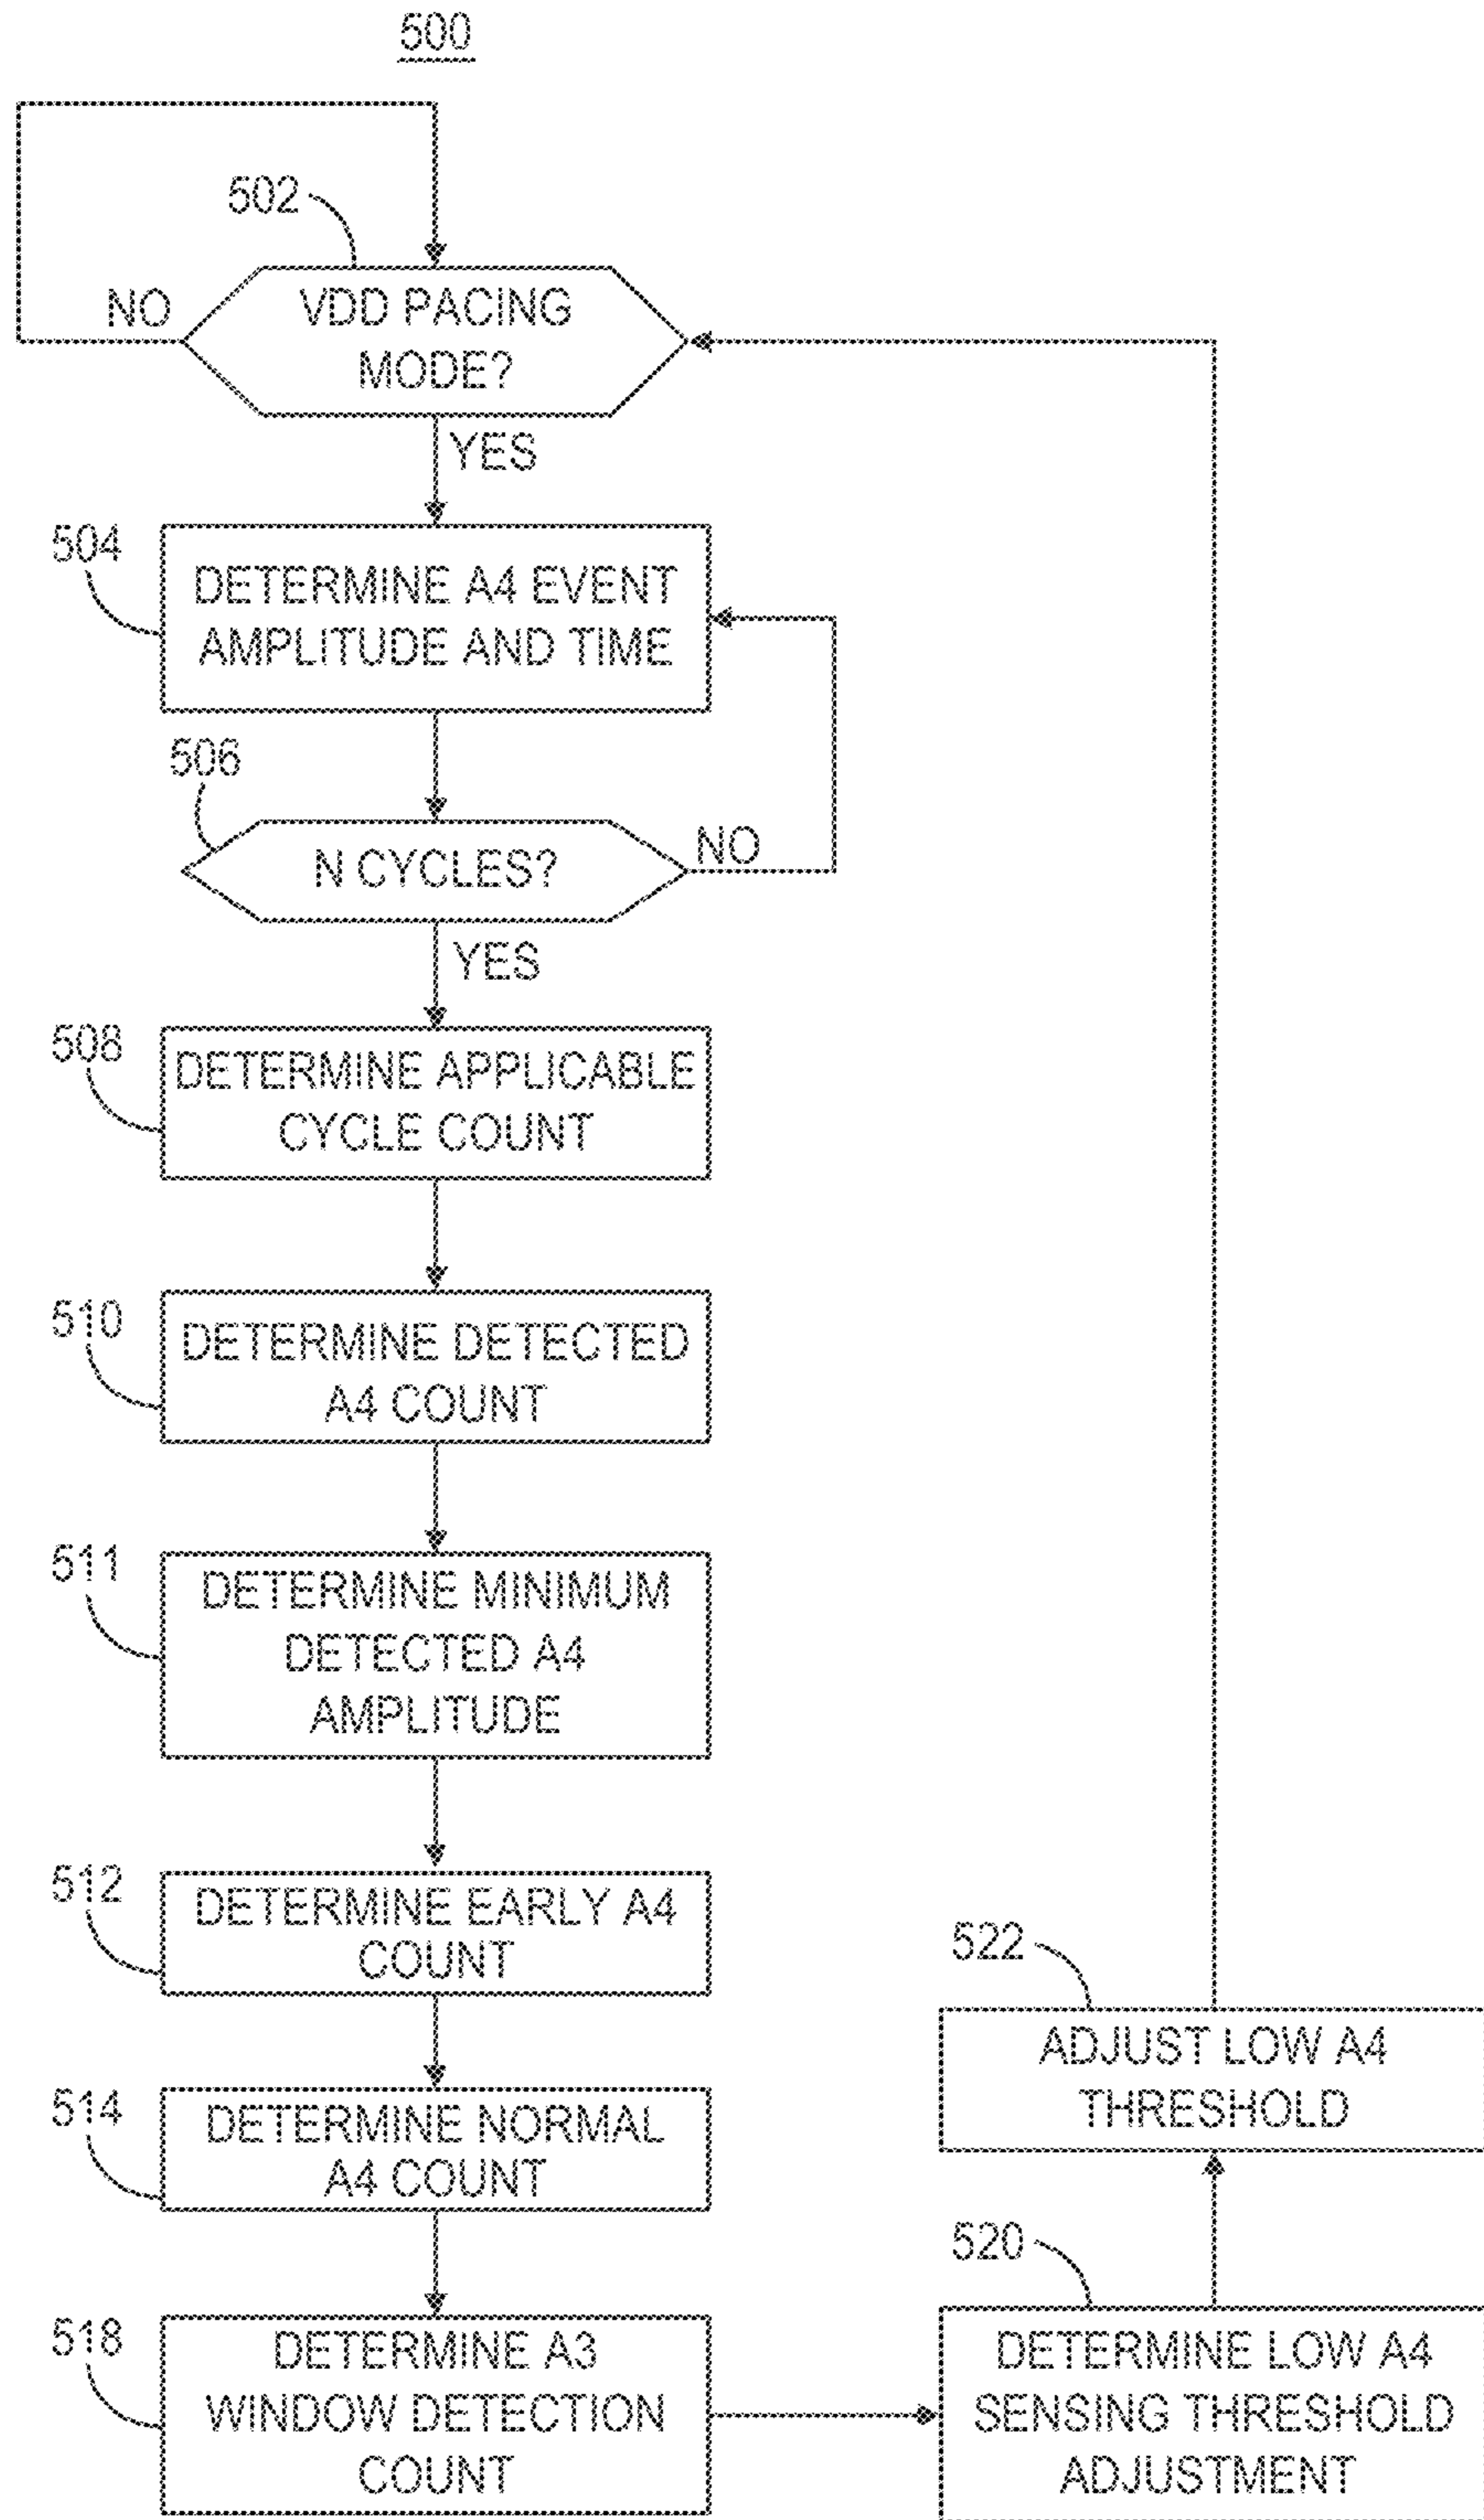 500
502
NO
VDD PACING
MODE?
YES
504
DETERMINE A4 EVENT
AMPLITUDE AND TIME
506
N CYCLES?
NO
YES
508
DETERMINE APPLICABLE
CYCLE COUNT
510
DETERMINE DETECTED
A4 COUNT
511
DETERMINE MINIMUM
DETECTED A4
AMPLITUDE
512
DETERMINE EARLY A4
COUNT
514
DETERMINE NORMAL
A4 COUNT
518
DETERMINE A3
WINDOW DETECTION
COUNT
520
DETERMINE LOW A4
SENSING THRESHOLD
ADJUSTMENT
522
ADJUST LOW A4
THRESHOLD